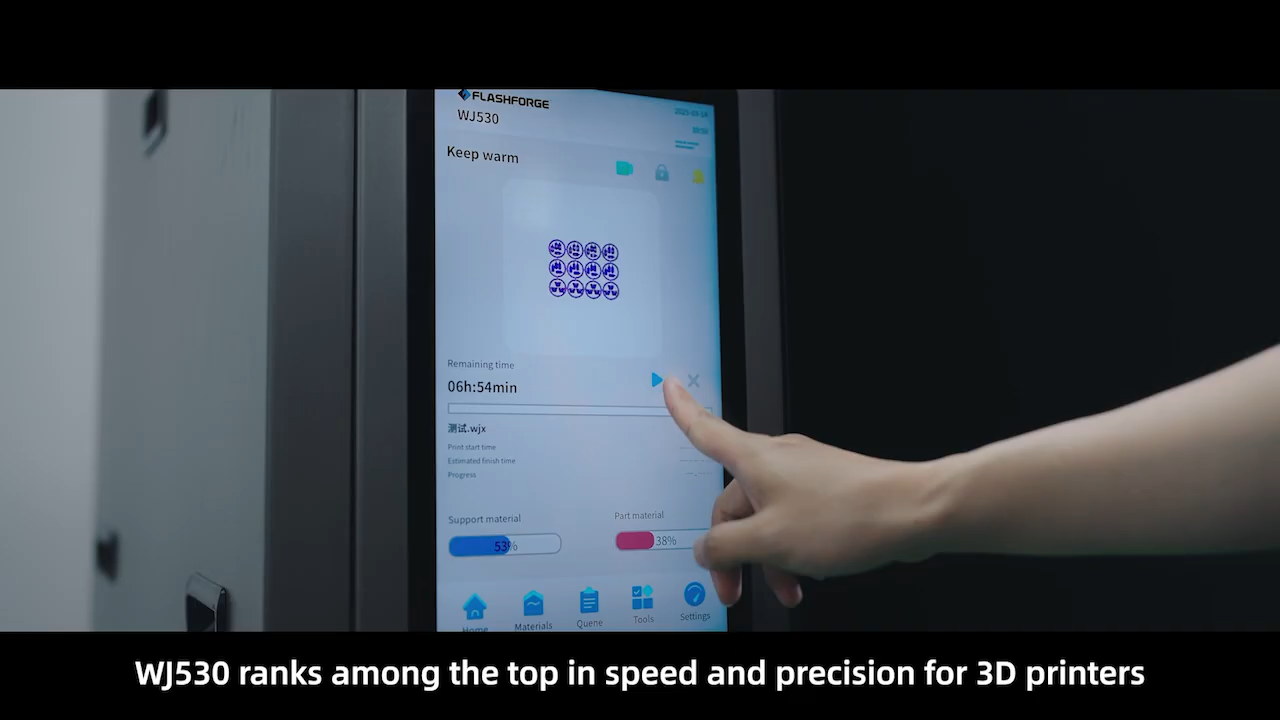 FLASHFORGE
WJ530
Keep warm
Remaining time
06h:54min
测试.wjx
Print start time
Estimated finish time
Progress
Support material
Part material
53%
38%
Home
Materials
Quene
Tools
Settings
WJ530 ranks among the top in speed and precision for 3D printers